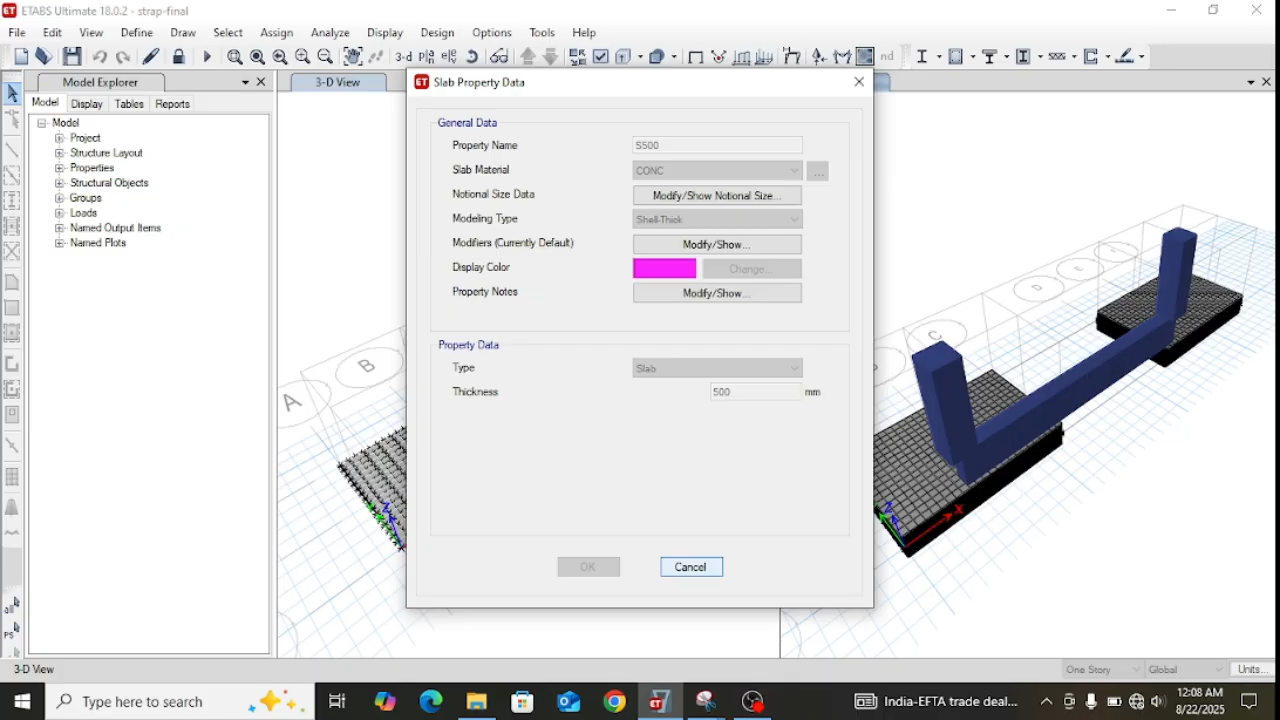 ETABS Ultimate 18.0.2 - strap-final
File Edit View Define Draw Select Assign Analyze Display Design Options Tools Help
3-d
nd
Model Explorer
3-D View
Slab Property Data
Model Display Tables Reports
Model
Project
Structure Layout
Properties
Structural Objects
Groups
Loads
Named Output Items
Named Plots
General Data
Property Name S500
Slab Material CONC ...
Notional Size Data Modify/Show Notional Size...
Modeling Type Shell-Thick
Modifiers (Currently Default) Modify/Show...
Display Color Change...
Property Notes Modify/Show...
Property Data
Type Slab
Thickness 500 mm
OK Cancel
A
B
C
D
E
Z
Z
X
all
PS
3-D View
One Story Global Units...
Type here to search
India-EFTA trade deal...
12:08 AM
8/22/2025